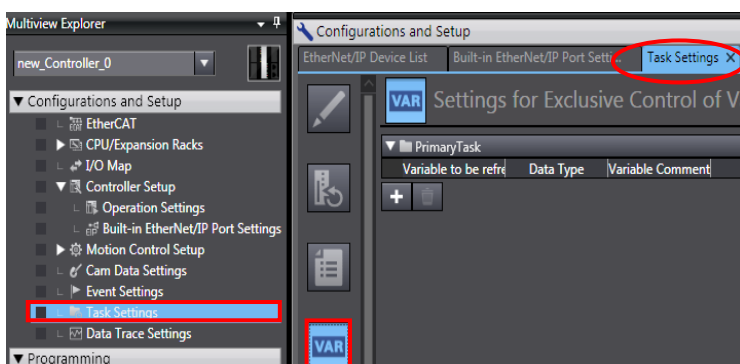 Multiview Explorer
new_Controller_0
Configurations and Setup
EtherCAT
CPU/Expansion Racks
I/O Map
Controller Setup
Operation Settings
Built-in EtherNet/IP Port Settings
Motion Control Setup
Cam Data Settings
Event Settings
Task Settings
Data Trace Settings
Programming
Configurations and Setup
EtherNet/IP Device List Built-in EtherNet/IP Port Setti... Task Settings X
VAR Settings for Exclusive Control of V
PrimaryTask
Variable to be refre Data Type Variable Comment
+
VAR